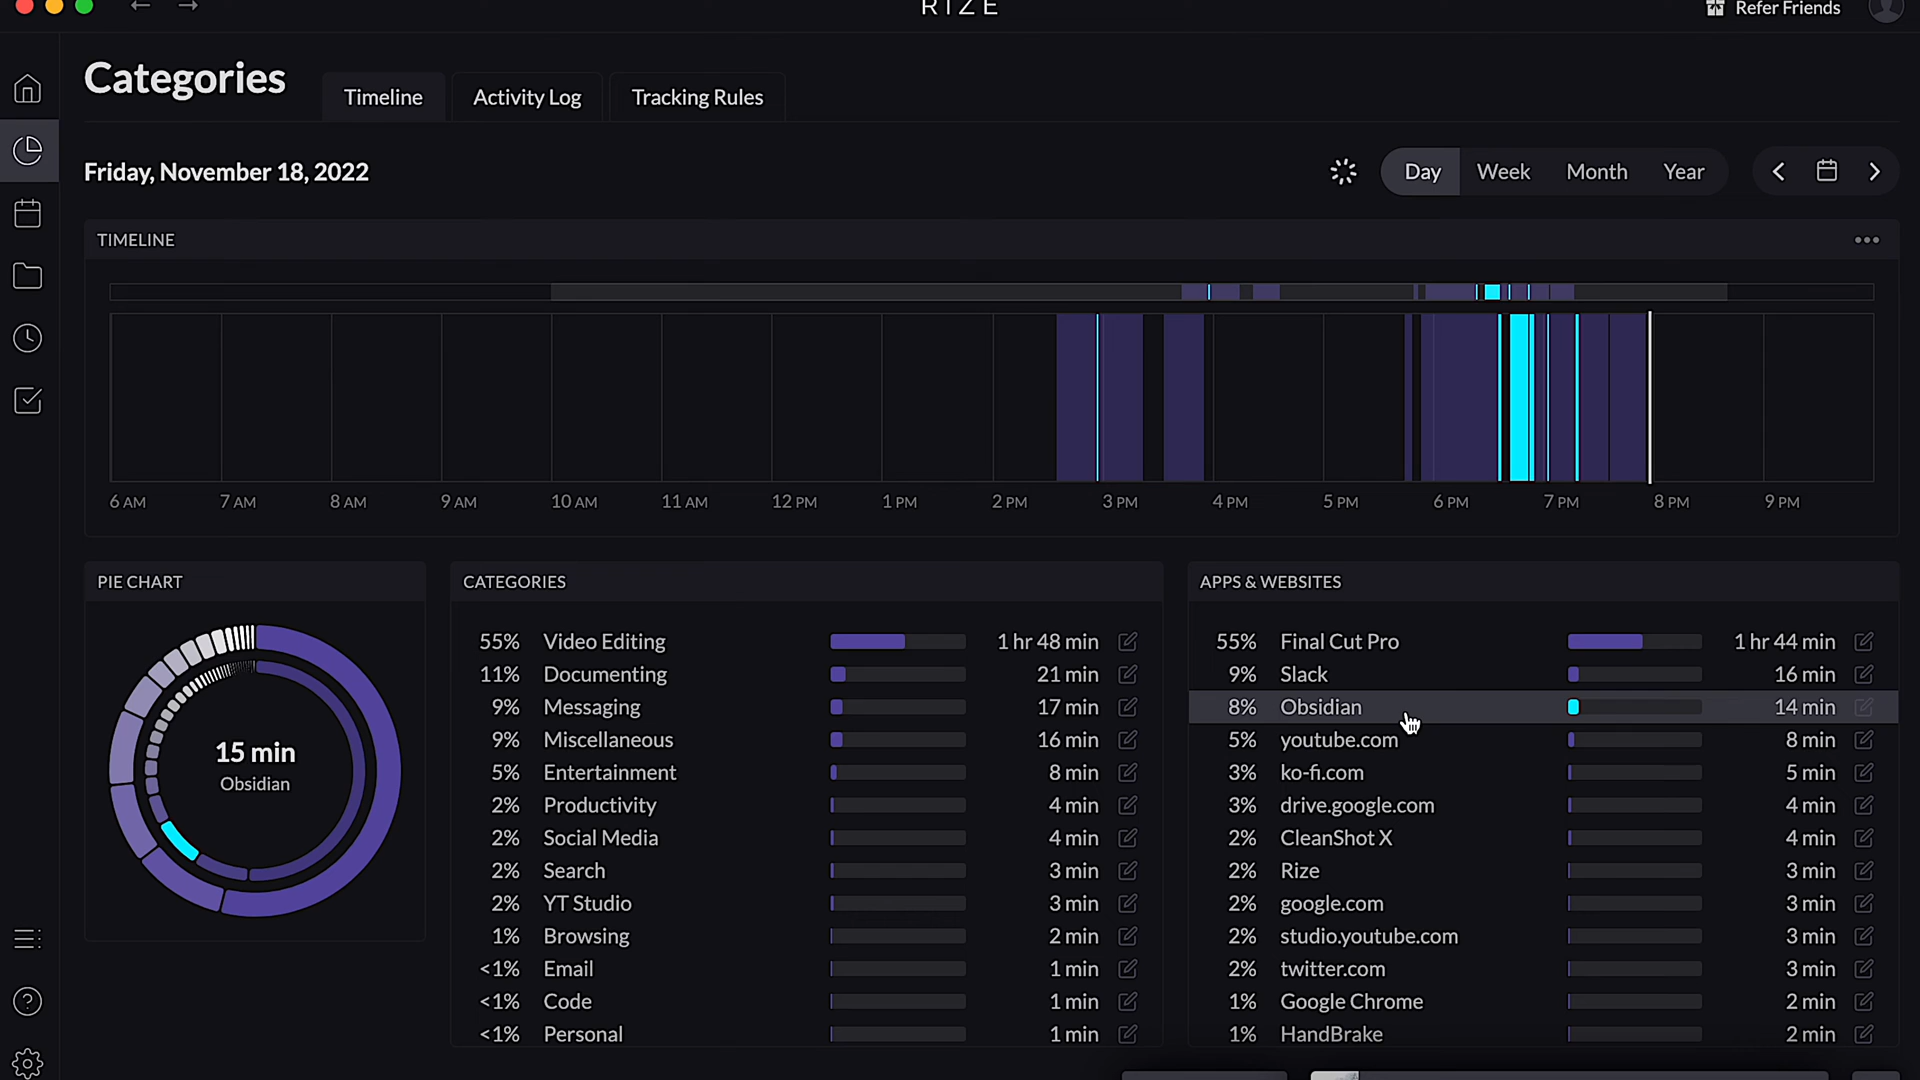 RIZE
Refer Friends
Categories
Timeline
Activity Log
Tracking Rules
Friday, November 18, 2022
Day
Week
Month
Year
TIMELINE
6 AM
7 AM
8 AM
9 AM
10 AM
11 AM
12 PM
1 PM
2 PM
3 PM
4 PM
5 PM
6 PM
7 PM
8 PM
9 PM
PIE CHART
15 min
Obsidian
CATEGORIES
55% Video Editing 1 hr 48 min
11% Documenting 21 min
9% Messaging 17 min
9% Miscellaneous 16 min
5% Entertainment 8 min
2% Productivity 4 min
2% Social Media 4 min
2% Search 3 min
2% YT Studio 3 min
1% Browsing 2 min
<1% Email 1 min
<1% Code 1 min
<1% Personal 1 min
APPS & WEBSITES
55% Final Cut Pro 1 hr 44 min
9% Slack 16 min
8% Obsidian 14 min
5% youtube.com 8 min
3% ko-fi.com 5 min
3% drive.google.com 4 min
2% CleanShot X 4 min
2% Rize 3 min
2% google.com 3 min
2% studio.youtube.com 3 min
2% twitter.com 3 min
1% Google Chrome 2 min
1% HandBrake 2 min